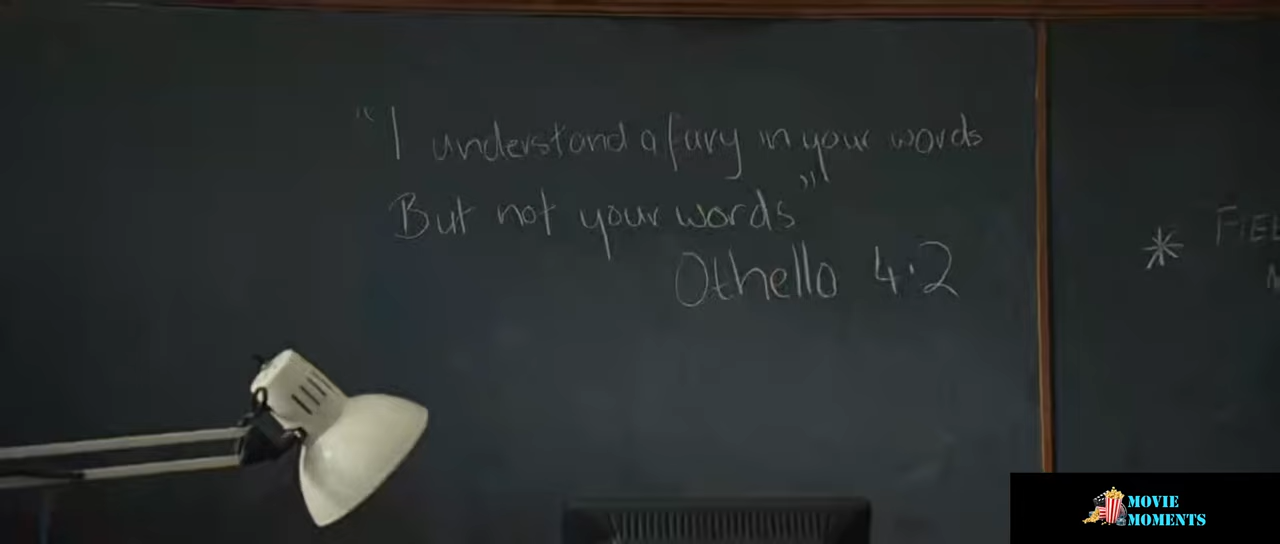 "I understand a fury in your words
But not your words"
Othello 4:2
* FIEL
MOVIE
MOMENTS